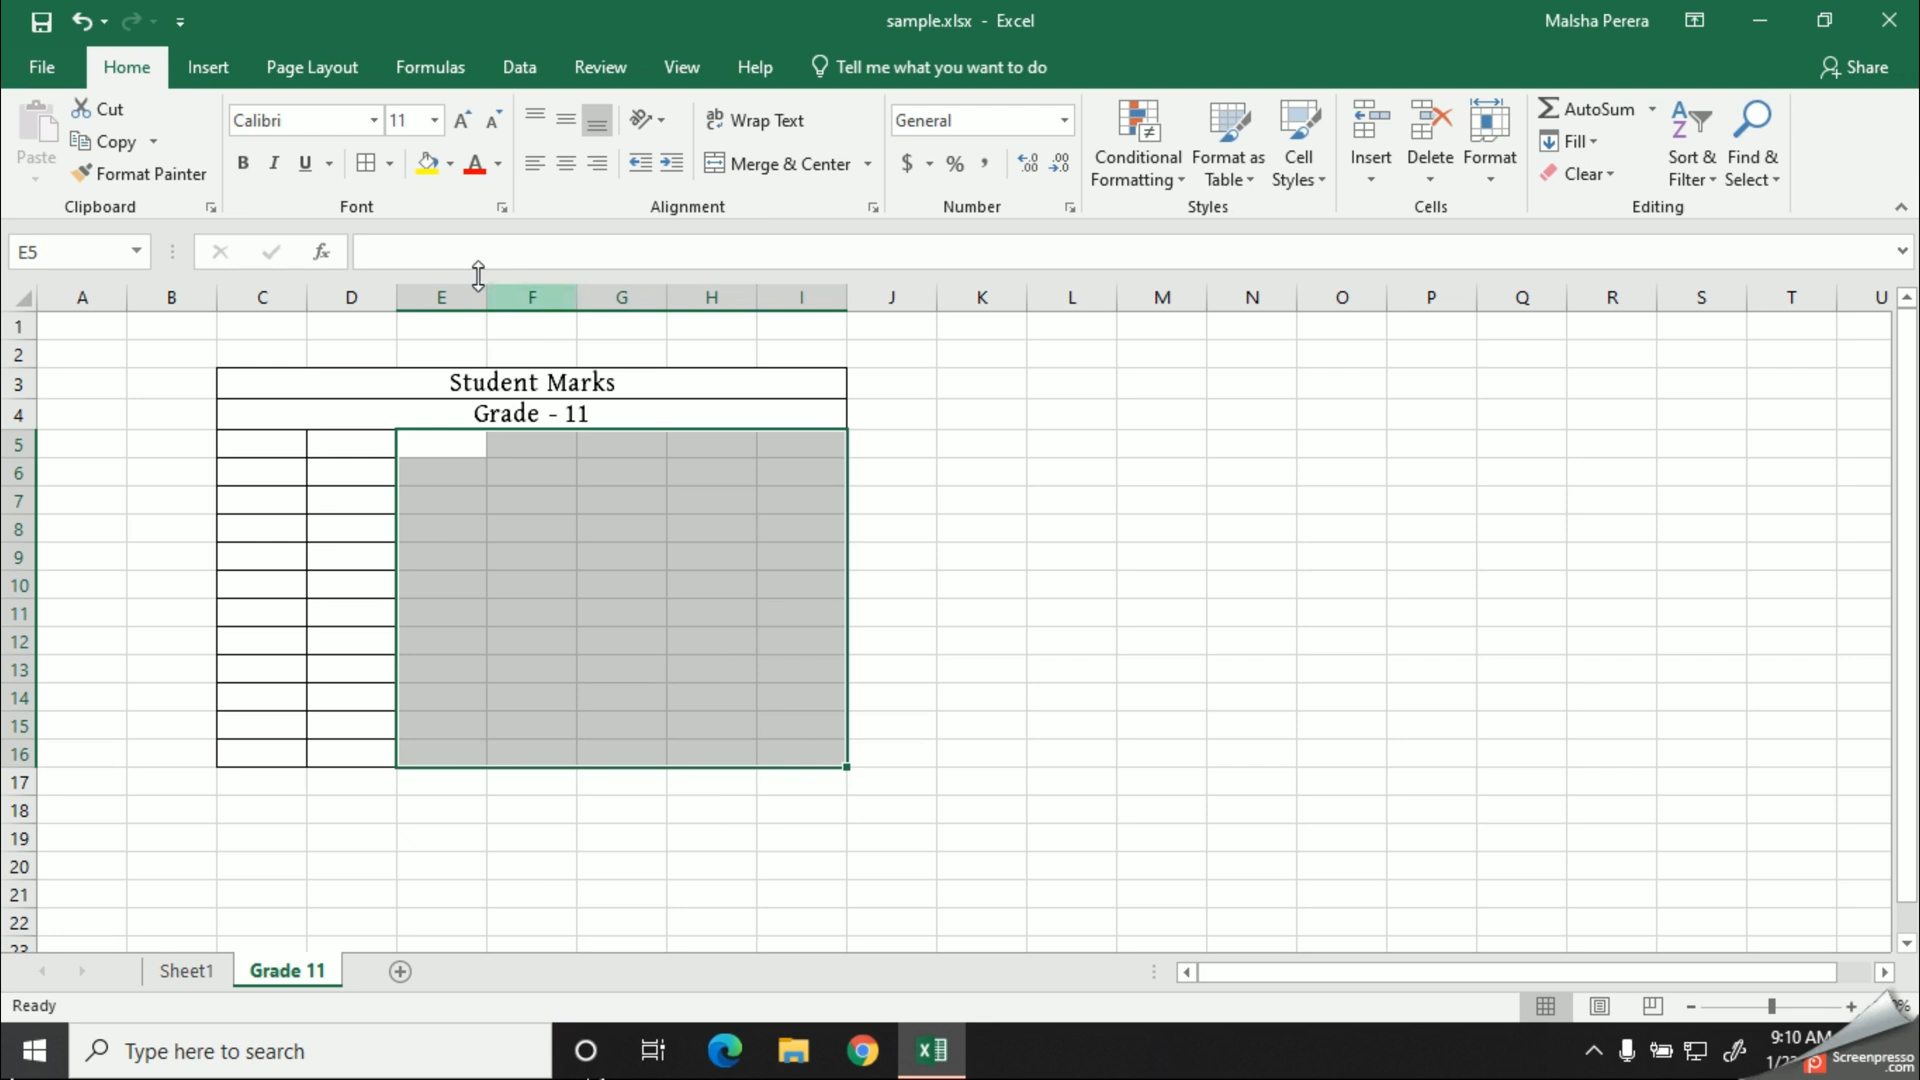 sample.xlsx - Excel
Malsha Perera
File Home Insert Page Layout Formulas Data Review View Help Tell me what you want to do Share
Paste
Cut
Copy
Format Painter
Clipboard
Calibri 11
B I U A
Font
ab Wrap Text
Merge & Center
Alignment
General
$ % ,
Number
Conditional Formatting
Format as Table
Cell Styles
Styles
Insert Delete Format
Cells
AutoSum
Fill
Clear
Sort & Filter
Find & Select
Editing
E5 fx
A B C D E F G H I J K L M N O P Q R S T U
1
2
3 Student Marks
4 Grade - 11
5
6
7
8
9
10
11
12
13
14
15
16
17
18
19
20
21
22
23
Sheet1 Grade 11
Ready
Type here to search
9:10 AM
Screenpresso
.com